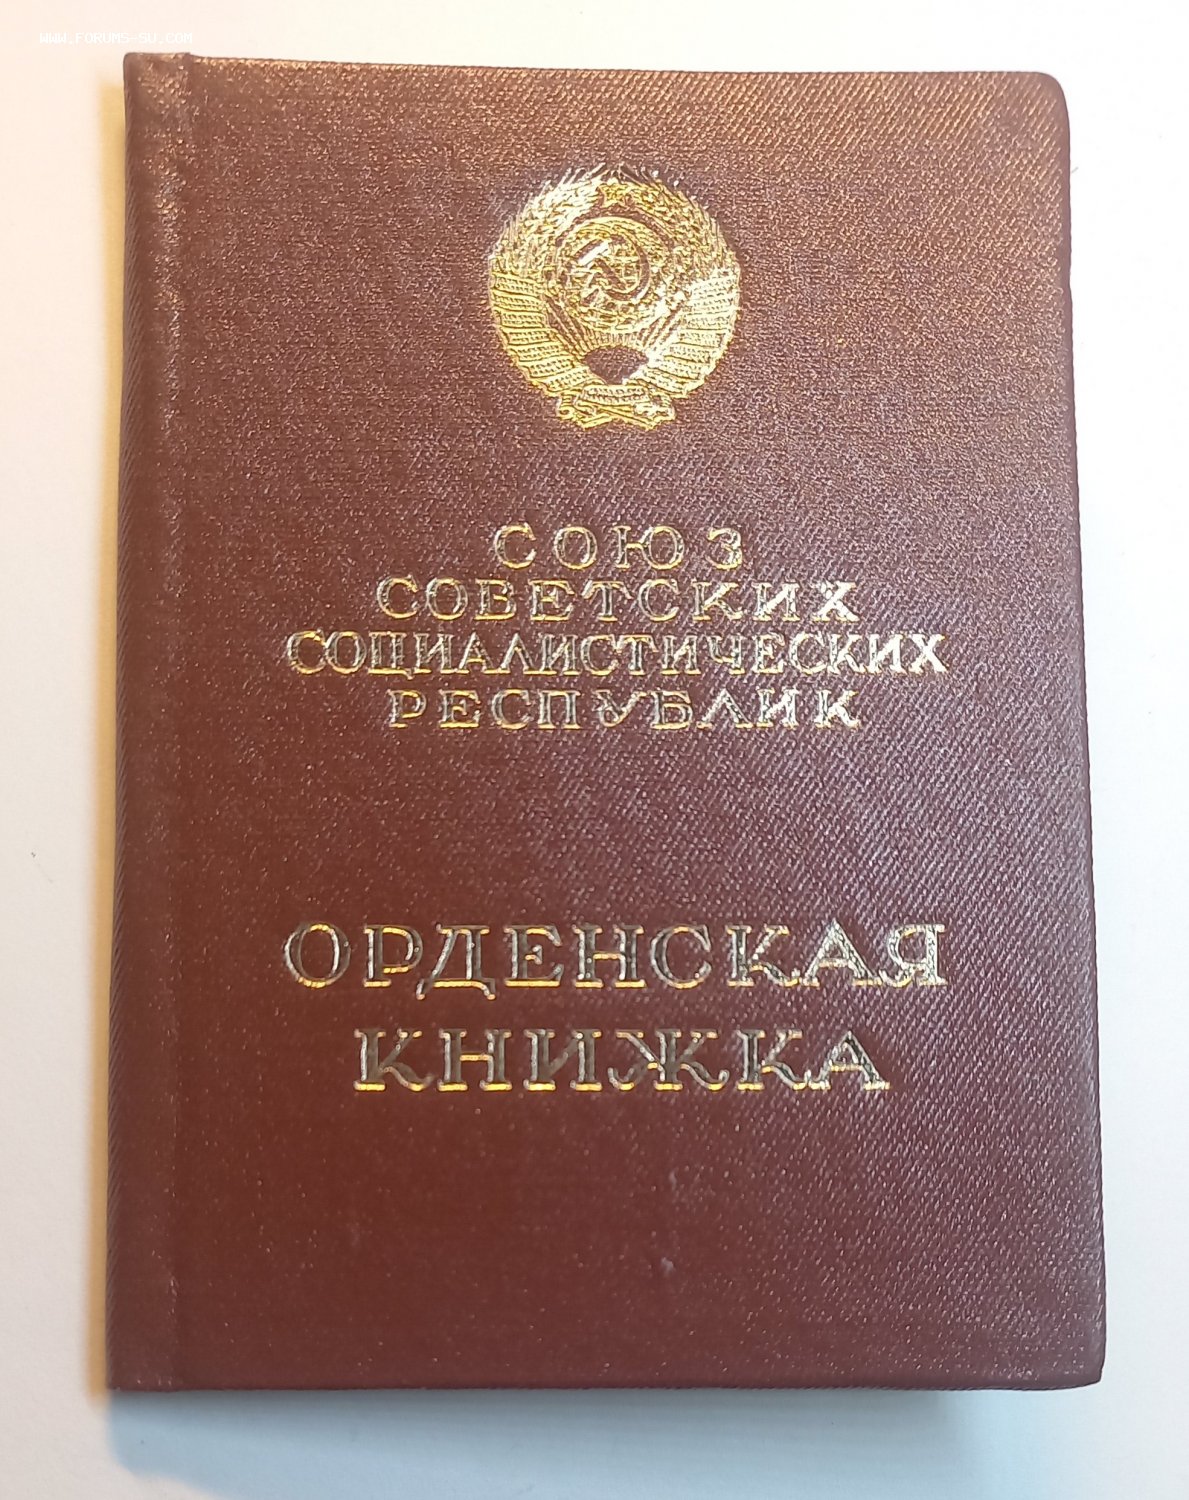 WWW.FORUMS-SU.COM
СОЮЗ
СОВЕТСКИХ
СОЦИАЛИСТИЧЕСКИХ
РЕСПУБЛИК
ОРДЕНСКАЯ
КНИЖКА